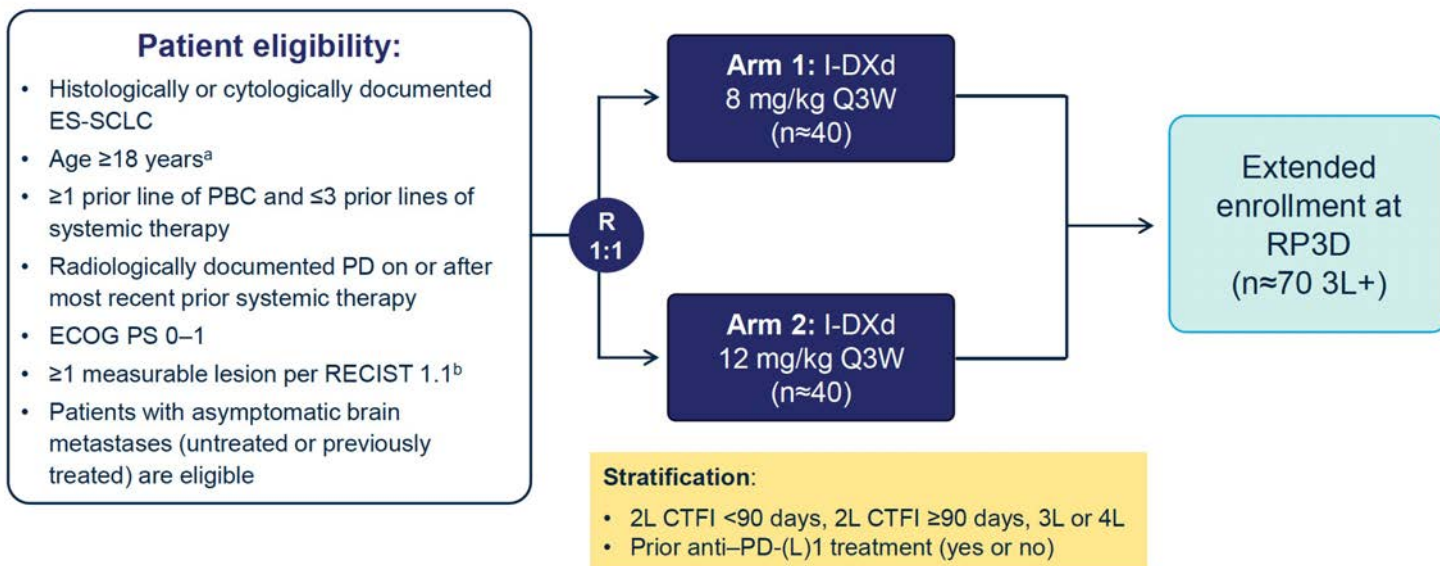 Patient eligibility:
• Histologically or cytologically documented
ES-SCLC
• Age ≥18 yearsᵃ
• ≥1 prior line of PBC and ≤3 prior lines of
systemic therapy
• Radiologically documented PD on or after
most recent prior systemic therapy
• ECOG PS 0–1
• ≥1 measurable lesion per RECIST 1.1ᵇ
• Patients with asymptomatic brain
metastases (untreated or previously
treated) are eligible
R
1:1
Arm 1: I-DXd
8 mg/kg Q3W
(n≈40)
Arm 2: I-DXd
12 mg/kg Q3W
(n≈40)
Extended
enrollment at
RP3D
(n≈70 3L+)
Stratification:
• 2L CTFI <90 days, 2L CTFI ≥90 days, 3L or 4L
• Prior anti–PD-(L)1 treatment (yes or no)